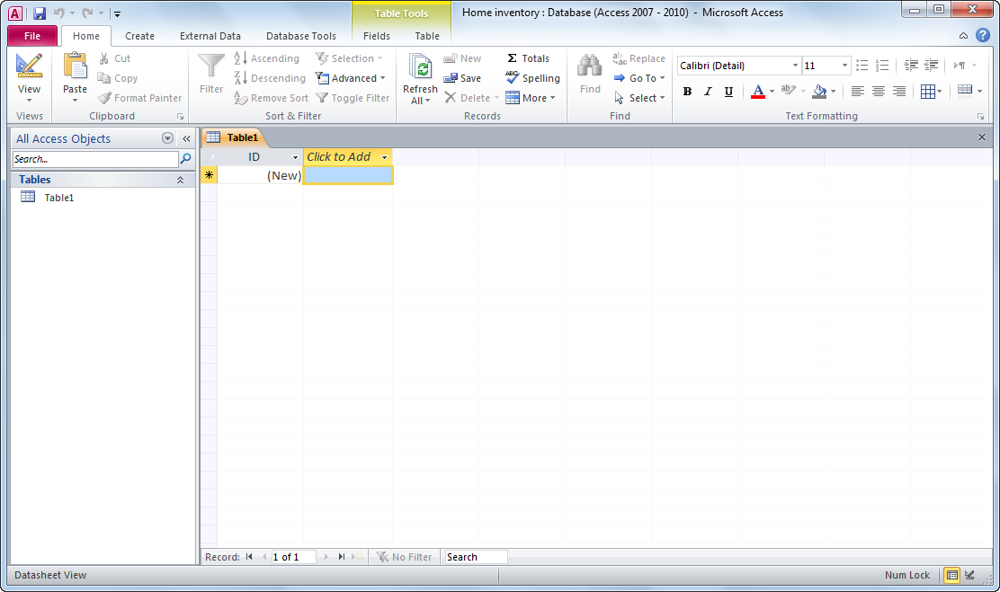 Table Tools
Home inventory : Database (Access 2007 - 2010) - Microsoft Access
File Home Create External Data Database Tools Fields Table
View
Views
Paste
Cut
Copy
Format Painter
Clipboard
Filter
Ascending
Descending
Remove Sort
Selection
Advanced
Toggle Filter
Sort & Filter
Refresh
All
New
Save
Delete
Totals
Spelling
More
Records
Find
Replace
Go To
Select
Find
Calibri (Detail) 11
B I U A
Text Formatting
All Access Objects
Search...
Tables
Table1
Table1
ID Click to Add
(New)
Record: 1 of 1 No Filter Search
Datasheet View Num Lock